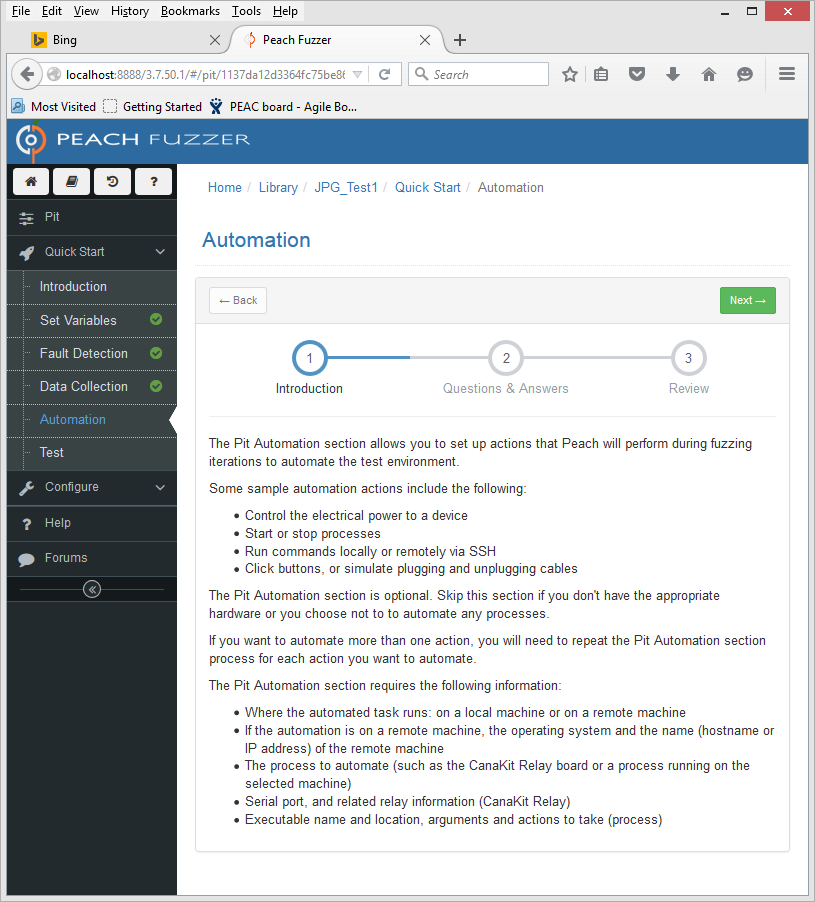 File Edit View History Bookmarks Tools Help
Bing
Peach Fuzzer
localhost:8888/3.7.50.1/#/pit/1137da12d3364fc75be8
Search
Most Visited Getting Started PEAC board - Agile Bo...
PEACH FUZZER
Home / Library / JPG_Test1 / Quick Start / Automation
Pit
Quick Start
Introduction
Set Variables
Fault Detection
Data Collection
Automation
Test
Configure
? Help
Forums
Automation
← Back
Next →
1 2 3
Introduction Questions & Answers Review
The Pit Automation section allows you to set up actions that Peach will perform during fuzzing
iterations to automate the test environment.
Some sample automation actions include the following:
• Control the electrical power to a device
• Start or stop processes
• Run commands locally or remotely via SSH
• Click buttons, or simulate plugging and unplugging cables
The Pit Automation section is optional. Skip this section if you don't have the appropriate
hardware or you choose not to to automate any processes.
If you want to automate more than one action, you will need to repeat the Pit Automation section
process for each action you want to automate.
The Pit Automation section requires the following information:
• Where the automated task runs: on a local machine or on a remote machine
• If the automation is on a remote machine, the operating system and the name (hostname or
IP address) of the remote machine
• The process to automate (such as the CanaKit Relay board or a process running on the
selected machine)
• Serial port, and related relay information (CanaKit Relay)
• Executable name and location, arguments and actions to take (process)